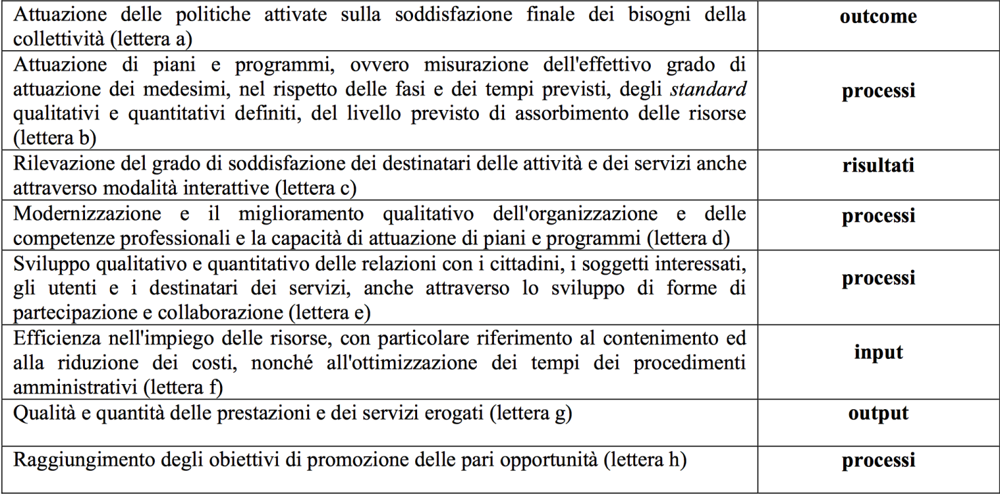 Attuazione delle politiche attivate sulla soddisfazione finale dei bisogni della
collettività (lettera a)
outcome
Attuazione di piani e programmi, ovvero misurazione dell'effettivo grado di
attuazione dei medesimi, nel rispetto delle fasi e dei tempi previsti, degli standard
qualitativi e quantitativi definiti, del livello previsto di assorbimento delle risorse
(lettera b)
processi
Rilevazione del grado di soddisfazione dei destinatari delle attività e dei servizi anche
attraverso modalità interattive (lettera c)
risultati
Modernizzazione e il miglioramento qualitativo dell'organizzazione e delle
competenze professionali e la capacità di attuazione di piani e programmi (lettera d)
processi
Sviluppo qualitativo e quantitativo delle relazioni con i cittadini, i soggetti interessati,
gli utenti e i destinatari dei servizi, anche attraverso lo sviluppo di forme di
partecipazione e collaborazione (lettera e)
processi
Efficienza nell'impiego delle risorse, con particolare riferimento al contenimento ed
alla riduzione dei costi, nonché all'ottimizzazione dei tempi dei procedimenti
amministrativi (lettera f)
input
Qualità e quantità delle prestazioni e dei servizi erogati (lettera g)
output
Raggiungimento degli obiettivi di promozione delle pari opportunità (lettera h)
processi